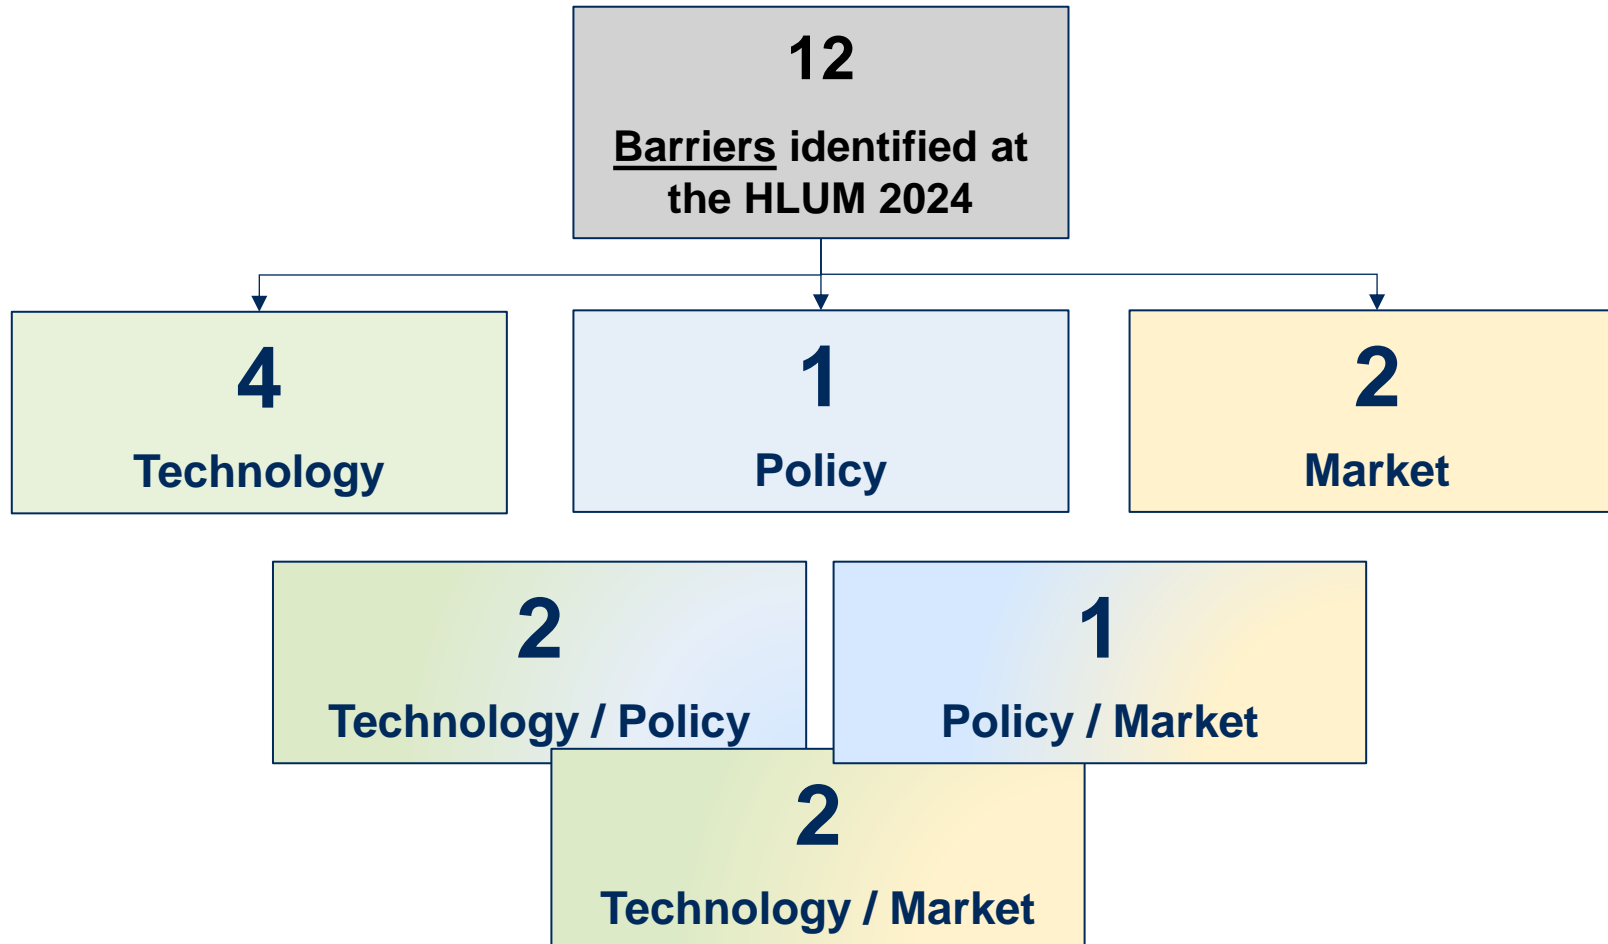 12
Barriers identified at
the HLUM 2024
4
Technology
1
Policy
2
Market
2
Technology / Policy
1
Policy / Market
2
Technology / Market